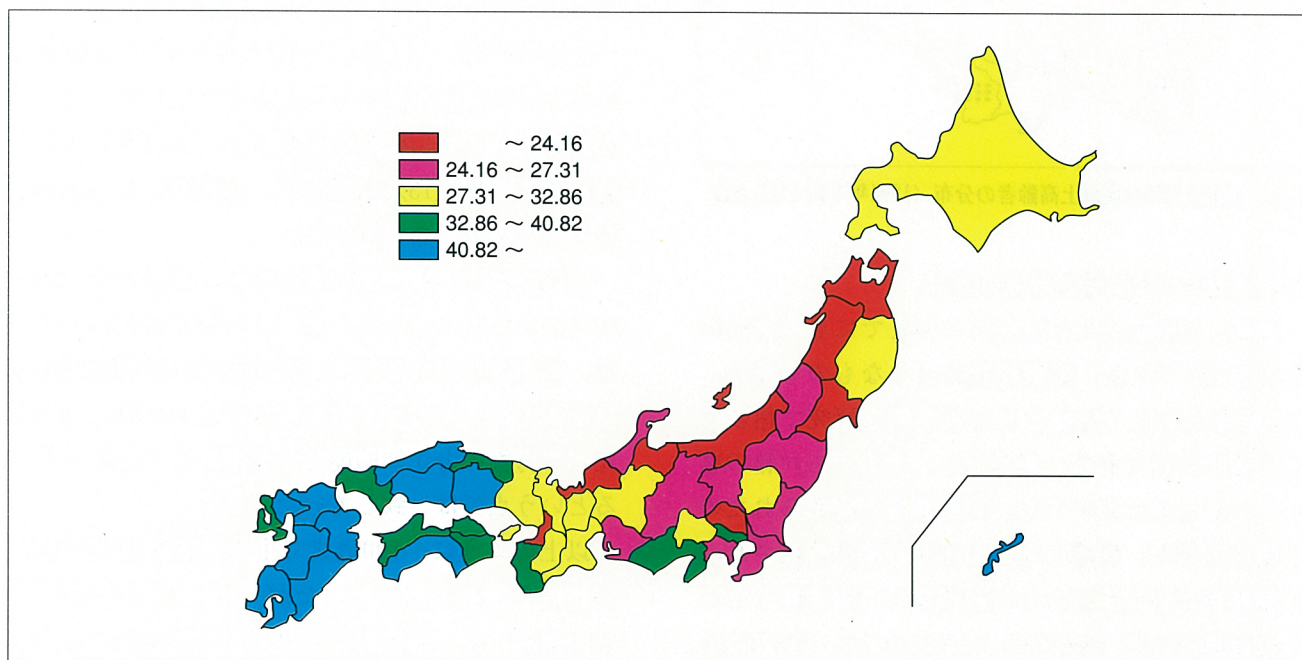 ～ 24.16
24.16 ～ 27.31
27.31 ～ 32.86
32.86 ～ 40.82
40.82 ～